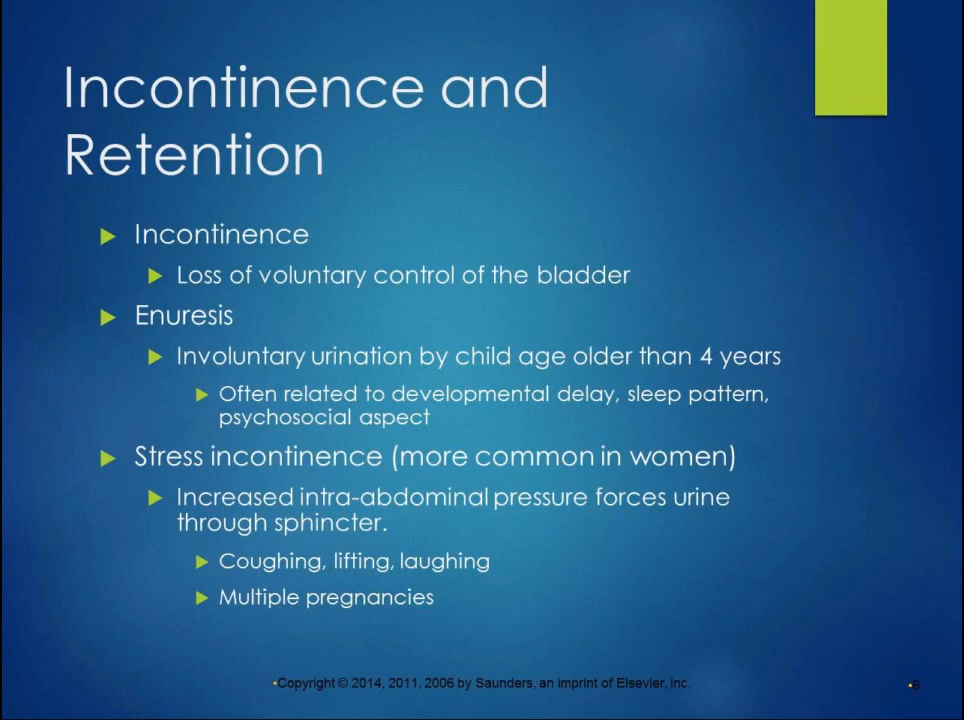 Incontinence and
Retention
Incontinence
Loss of voluntary control of the bladder
Enuresis
Involuntary urination by child age older than 4 years
Often related to developmental delay, sleep pattern,
psychosocial aspect
Stress incontinence (more common in women)
Increased intra-abdominal pressure forces urine
through sphincter.
Coughing, lifting, laughing
Multiple pregnancies
•Copyright © 2014, 2011, 2006 by Saunders, an imprint of Elsevier, Inc.
•6